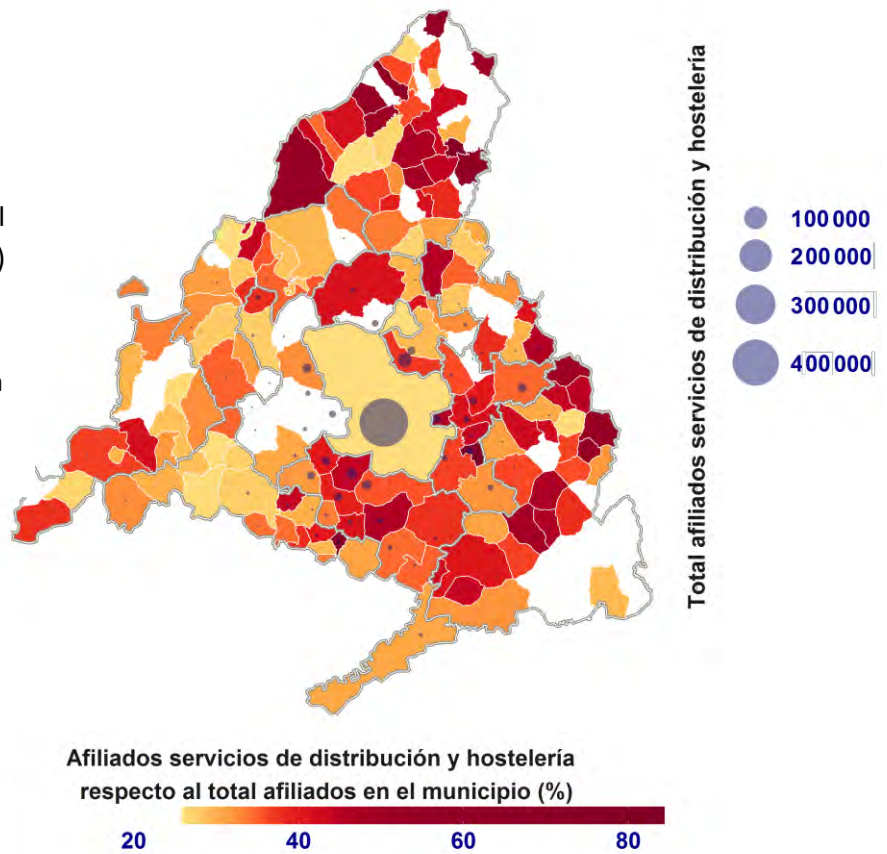 l
)
n
Total afiliados servicios de distribución y hostelería
100 000
200 000
300 000
400 000
Afiliados servicios de distribución y hostelería
respecto al total afiliados en el municipio (%)
20 40 60 80